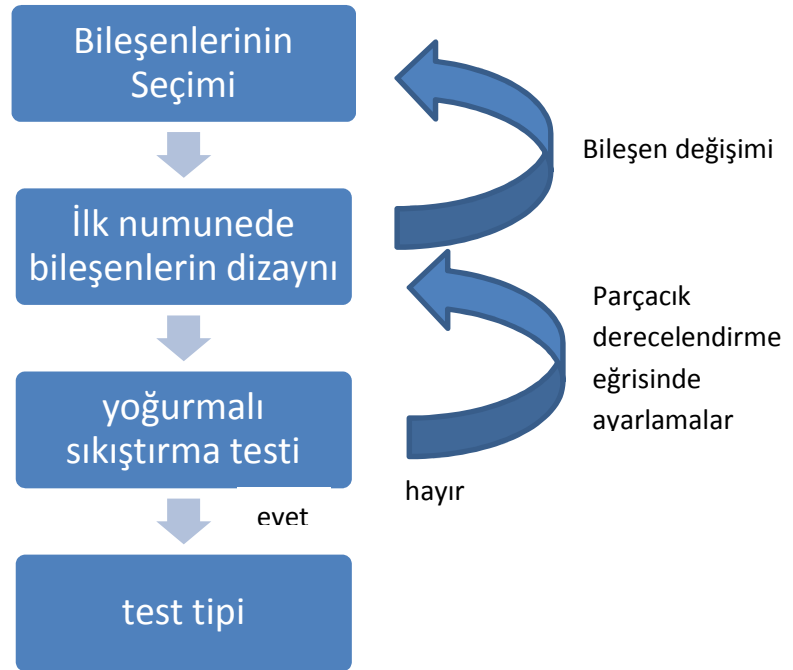 Bileşenlerinin
Seçimi
Bileşen değişimi
İlk numunede
bileşenlerin dizaynı
Parçacık
derecelendirme
eğrisinde
ayarlamalar
yoğurmalı
sıkıştırma testi
hayır
evet
test tipi